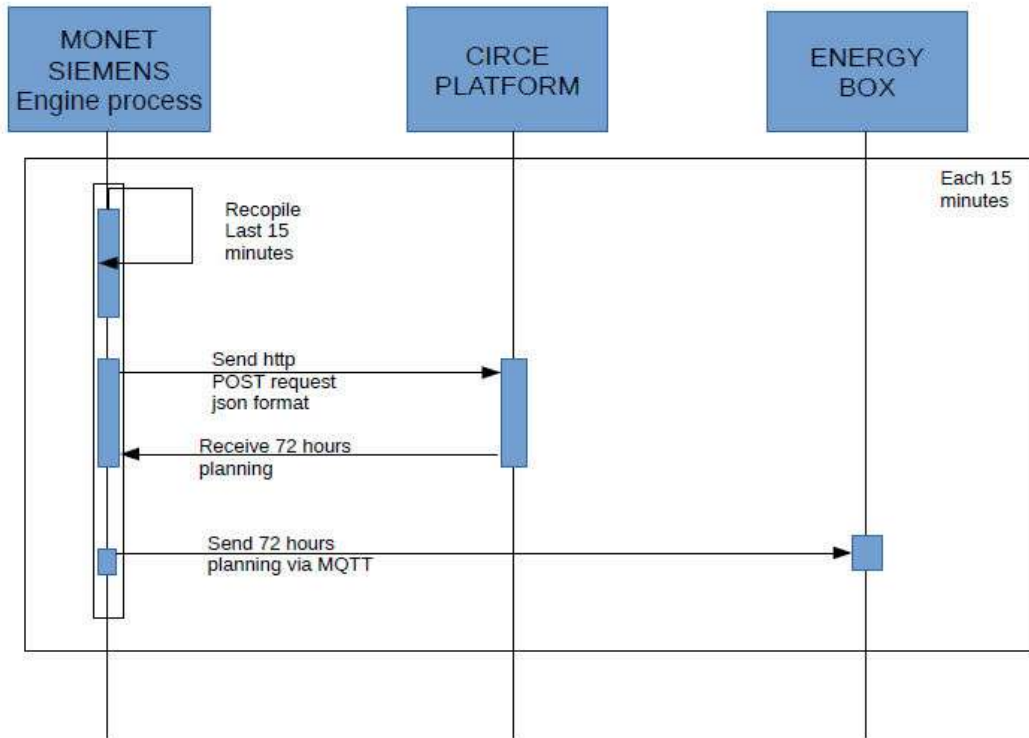 MONET
SIEMENS
Engine process
CIRCE
PLATFORM
ENERGY
BOX
Each 15
minutes
Recopile
Last 15
minutes
Send http
POST request
json format
Receive 72 hours
planning
Send 72 hours
planning via MQTT